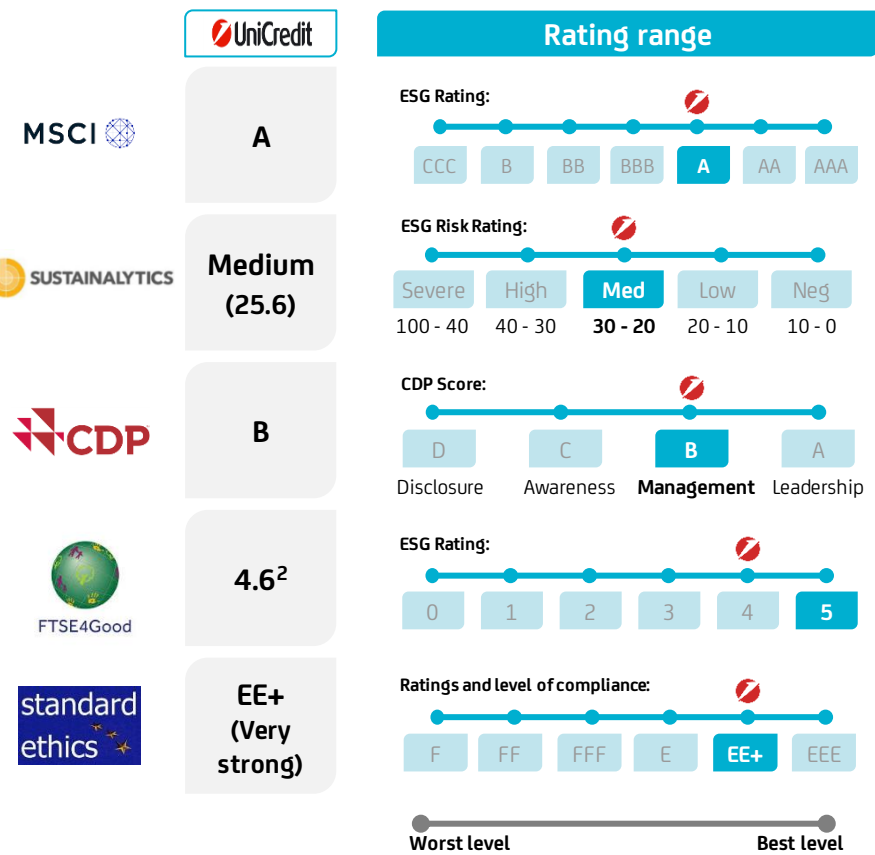 UniCredit
Rating range
MSCI
A
ESG Rating:
CCC B BB BBB A AA AAA
SUSTAINALYTICS
Medium
(25.6)
ESG Risk Rating:
Severe High Med Low Neg
100 - 40 40 - 30 30 - 20 20 - 10 10 - 0
CDP
B
CDP Score:
D C B A
Disclosure Awareness Management Leadership
FTSE4Good
4.6²
ESG Rating:
0 1 2 3 4 5
standard
ethics
EE+
(Very
strong)
Ratings and level of compliance:
F FF FFF E EE+ EEE
Worst level Best level